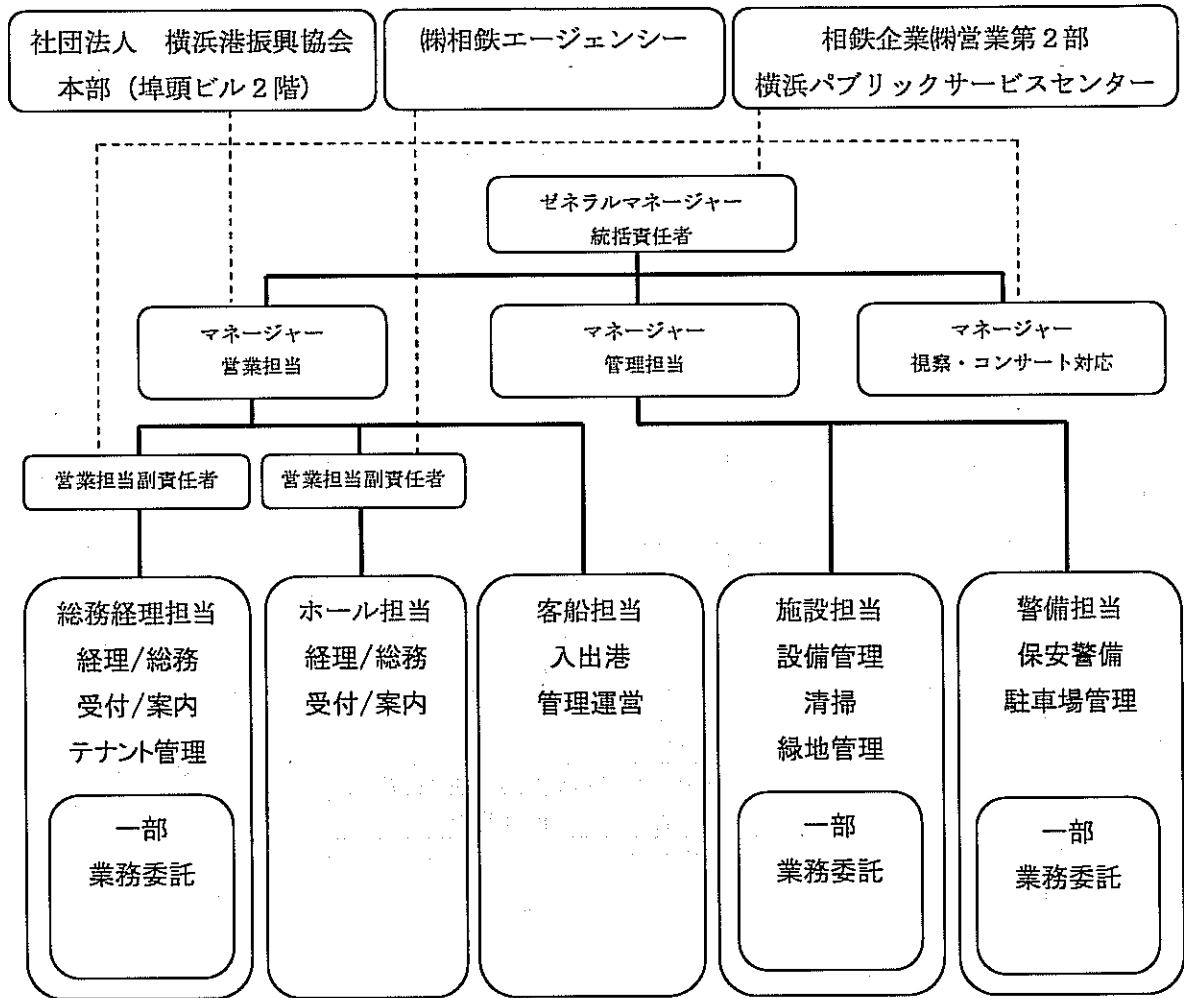 社団法人　横浜港振興協会
本部（埠頭ビル２階）
㈱相鉄エージェンシー
相鉄企業㈱営業第２部
横浜パブリックサービスセンター
ゼネラルマネージャー
統括責任者
マネージャー
営業担当
マネージャー
管理担当
マネージャー
視察・コンサート対応
営業担当副責任者
営業担当副責任者
総務経理担当
経理/総務
受付/案内
テナント管理
一部
業務委託
ホール担当
経理/総務
受付/案内
客船担当
入出港
管理運営
施設担当
設備管理
清掃
緑地管理
一部
業務委託
警備担当
保安警備
駐車場管理
一部
業務委託